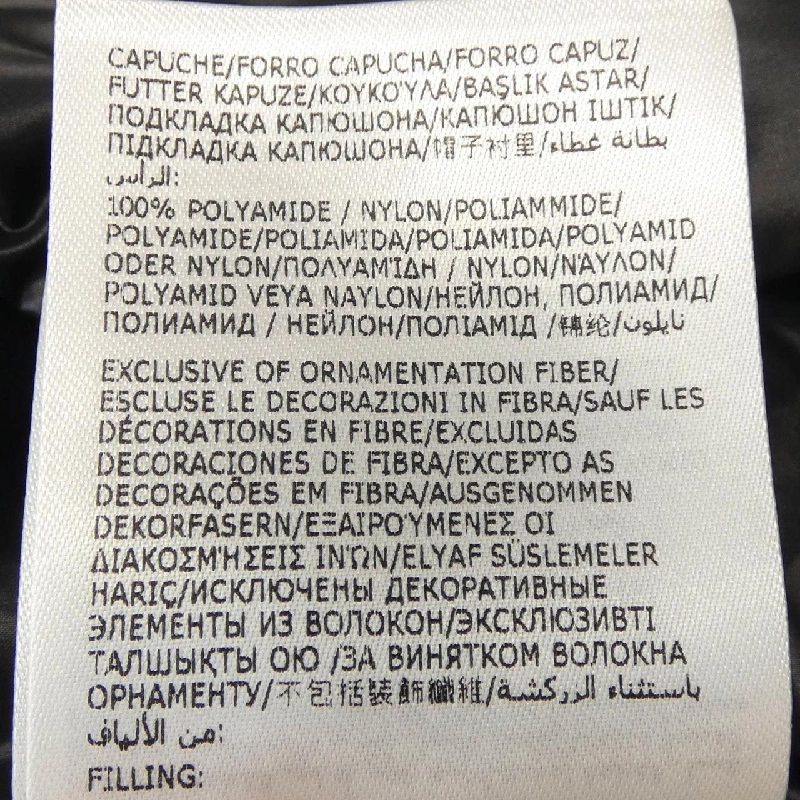 CAPUCHE/FORRO CAPUCHA/FORRO CAPUZ/
FUTTER KAPUZE/ΚΟΥΚΟΎΛΑ/BAŞLIK ASTAR/
ПОДКЛАДКА КАПЮШОНА/КАПЮШОН ІШТІК/
ПІДКЛАДКА КАПЮШОНА/帽子衬里/بطانة غطاء
الرأس:
100% POLYAMIDE / NYLON/POLIAMMIDE/
POLYAMIDE/POLIAMIDA/POLIAMIDA/POLYAMID
ODER NYLON/ΠΟΛΥΑΜΊΔΗ / NYLON/ΝΆΥΛΟΝ/
POLYAMID VEYA NAYLON/НЕЙЛОН, ПОЛИАМИД/
ПОЛИАМИД / НЕЙЛОН/ПОЛІАМІД /锦纶/نايلون
EXCLUSIVE OF ORNAMENTATION FIBER/
ESCLUSE LE DECORAZIONI IN FIBRA/SAUF LES
DÉCORATIONS EN FIBRE/EXCLUIDAS
DECORACIONES DE FIBRA/EXCEPTO AS
DECORAÇÕES EM FIBRA/AUSGENOMMEN
DEKORFASERN/ΕΞΑΙΡΟΎΜΕΝΕΣ ΟΙ
ΔΙΑΚΟΣΜΉΣΕΙΣ ΙΝΏΝ/ELYAF SÜSLEMELER
HARIÇ/ИСКЛЮЧЕНЫ ДЕКОРАТИВНЫЕ
ЭЛЕМЕНТЫ ИЗ ВОЛОКОН/ЭКСКЛЮЗИВТІ
ТАЛШЫҚТЫ ОЮ /ЗА ВИНЯТКОМ ВОЛОКНА
ОРНАМЕНТУ/不包括装飾纖維/باستثناء الزركشة
من الألياف:
FILLING: